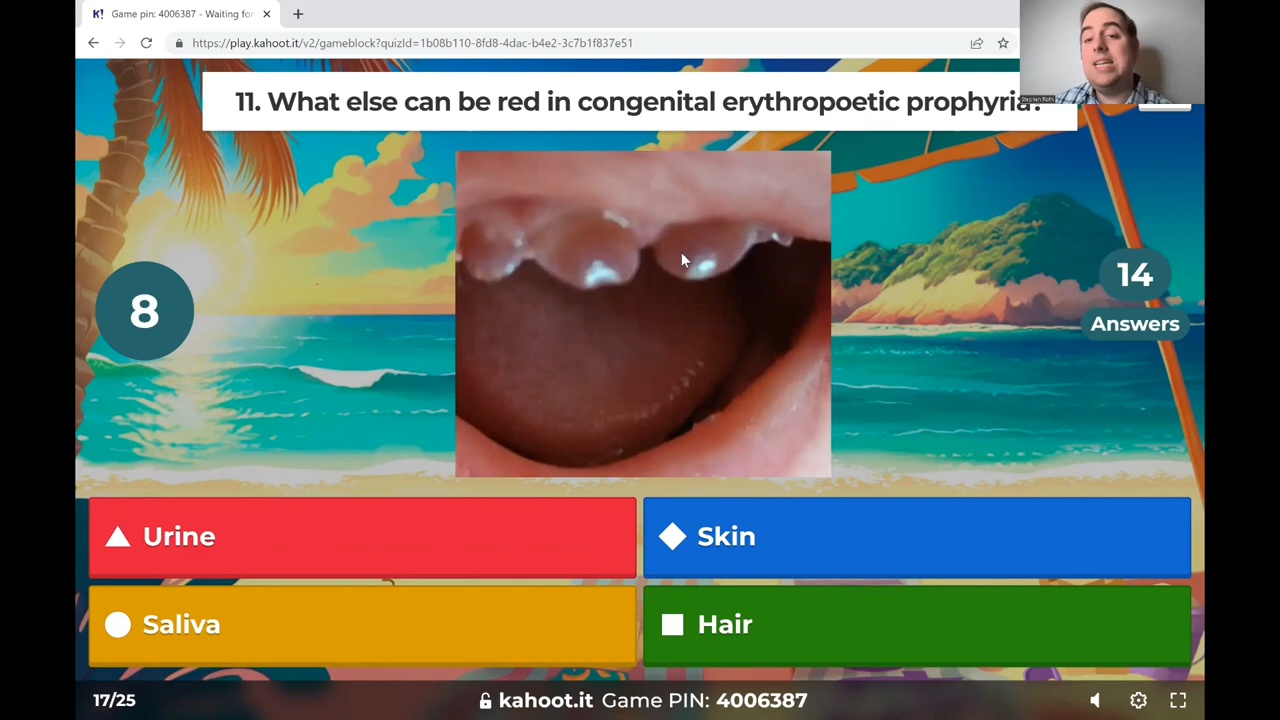 K! Game pin: 4006387 - Waiting for
https://play.kahoot.it/v2/gameblock?quizId=1b08b110-8fd8-4dac-b4e2-3c7b1f837e51
11. What else can be red in congenital erythropoetic prophyria?
Stephen Roth
8
14
Answers
Urine
Skin
Saliva
Hair
17/25
kahoot.it Game PIN: 4006387